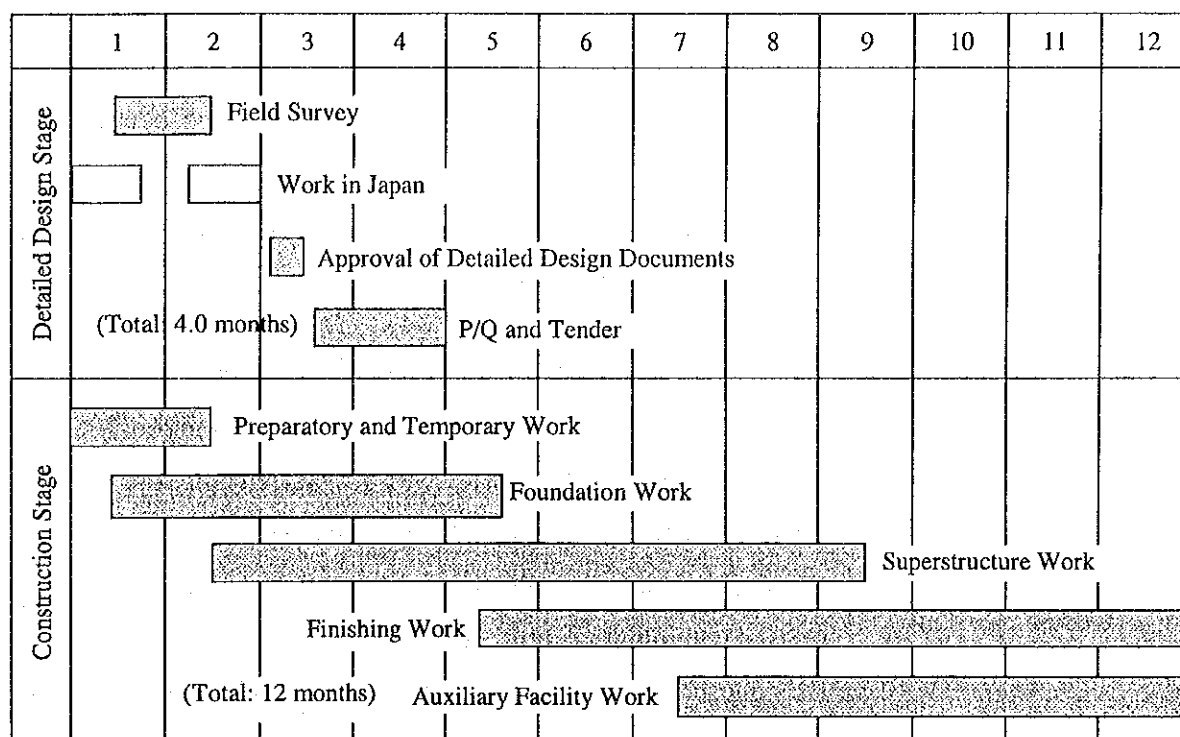 1 2 3 4 5 6 7 8 9 10 11 12
Detailed Design Stage
Field Survey
Work in Japan
Approval of Detailed Design Documents
(Total: 4.0 months)
P/Q and Tender
Construction Stage
Preparatory and Temporary Work
Foundation Work
Superstructure Work
Finishing Work
(Total: 12 months)
Auxiliary Facility Work